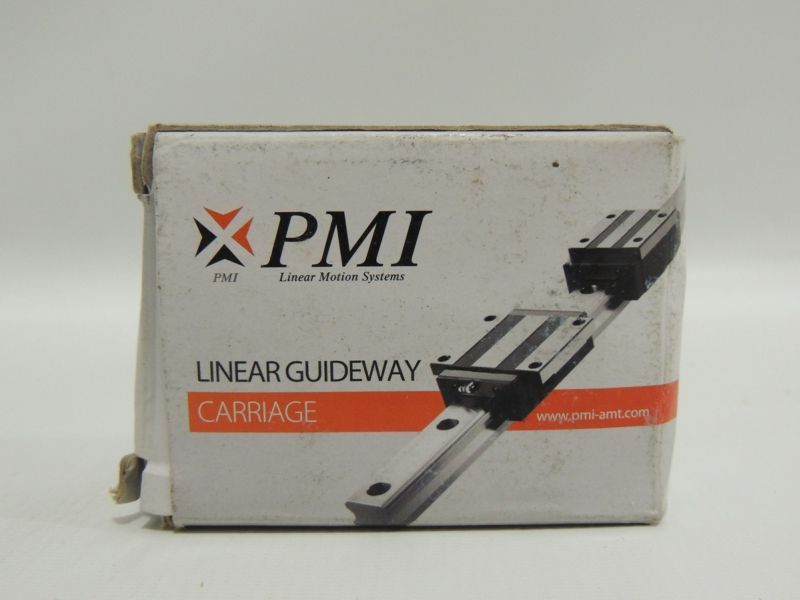 PMI
PMI
Linear Motion Systems
LINEAR GUIDEWAY
CARRIAGE
www.pmi-amt.com